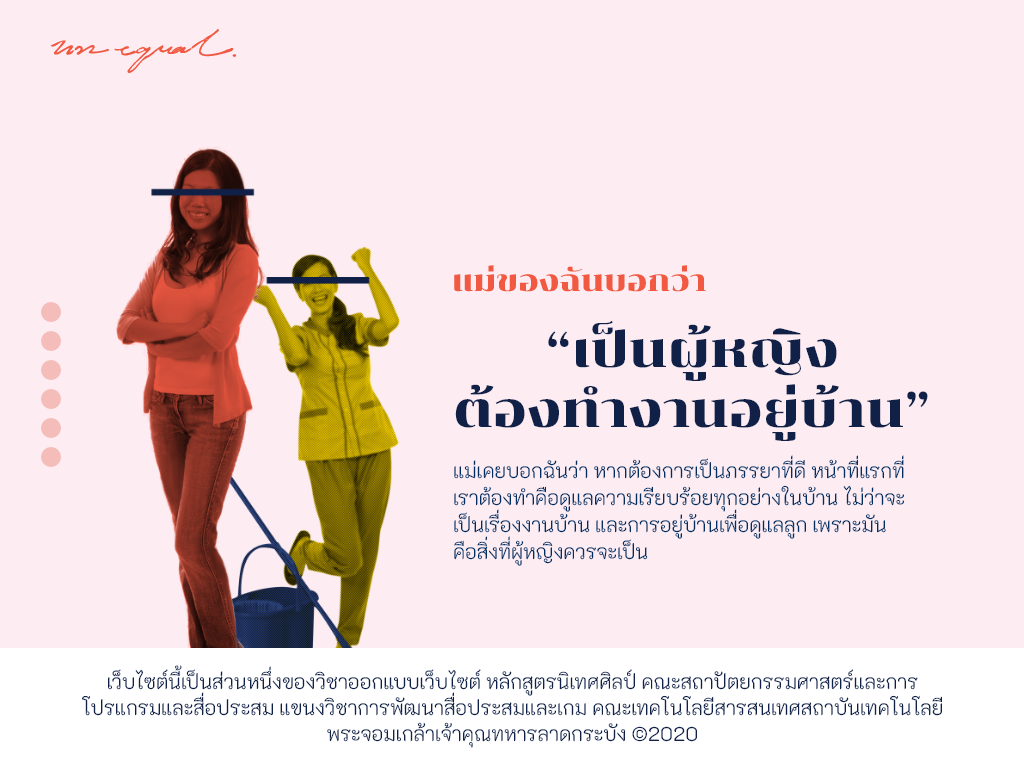 un equal.
แม่ของฉันบอกว่า
“เป็นผู้หญิง
ต้องทำงานอยู่บ้าน”
แม่เคยบอกฉันว่า หากต้องการเป็นภรรยาที่ดี หน้าที่แรกที่
เราต้องทำคือดูแลความเรียบร้อยทุกอย่างในบ้าน ไม่ว่าจะ
เป็นเรื่องงานบ้าน และการอยู่บ้านเพื่อดูแลลูก เพราะมัน
คือสิ่งที่ผู้หญิงควรจะเป็น
เว็บไซต์นี้เป็นส่วนหนึ่งของวิชาออกแบบเว็บไซต์ หลักสูตรนิเทศศิลป์ คณะสถาปัตยกรรมศาสตร์และการ
โปรแกรมและสื่อประสม แขนงวิชาการพัฒนาสื่อประสมและเกม คณะเทคโนโลยีสารสนเทศสถาบันเทคโนโลยี
พระจอมเกล้าเจ้าคุณทหารลาดกระบัง ©2020